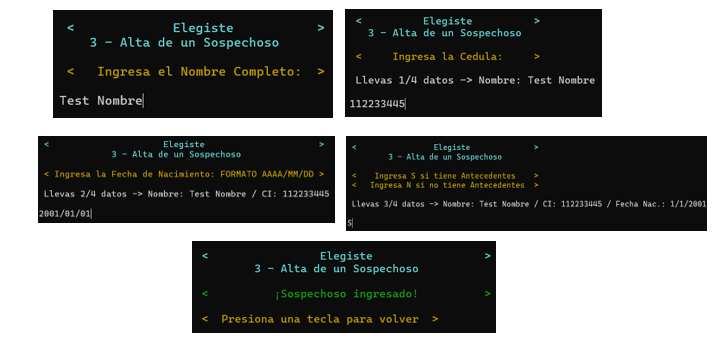 < Elegiste >
3 - Alta de un Sospechoso
< Ingresa el Nombre Completo: >
Test Nombre
< Elegiste >
3 - Alta de un Sospechoso
< Ingresa la Cedula: >
Llevas 1/4 datos -> Nombre: Test Nombre
112233445
< Elegiste >
3 - Alta de un Sospechoso
< Ingresa la Fecha de Nacimiento: FORMATO AAAA/MM/DD >
Llevas 2/4 datos -> Nombre: Test Nombre / CI: 112233445
2001/01/01
< Elegiste >
3 - Alta de un Sospechoso
< Ingresa S si tiene Antecedentes >
< Ingresa N si no tiene Antecedentes >
Llevas 3/4 datos -> Nombre: Test Nombre / CI: 112233445 / Fecha Nac.: 1/1/2001
S
< Elegiste >
3 - Alta de un Sospechoso
< ¡Sospechoso ingresado! >
< Presiona una tecla para volver >